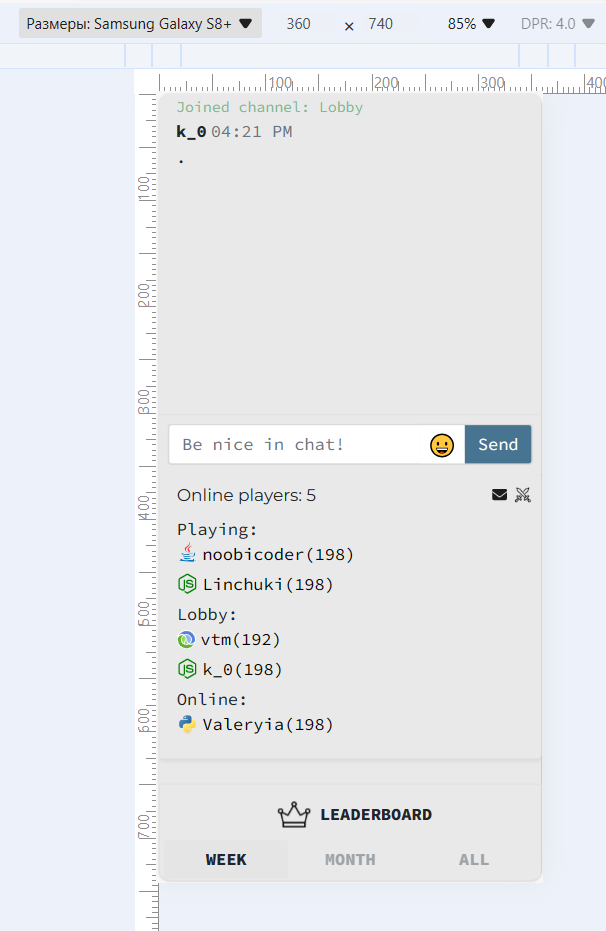 Размеры: Samsung Galaxy S8+ 360 × 740 85% DPR: 4.0
100 200 300 400
Joined channel: Lobby
k_0 04:21 PM
.
100
200
300
400
500
600
700
Be nice in chat! Send
Online players: 5
Playing:
noobicoder(198)
JS Linchuki(198)
Lobby:
vtm(192)
JS k_0(198)
Online:
Valeryia(198)
LEADERBOARD
WEEK MONTH ALL